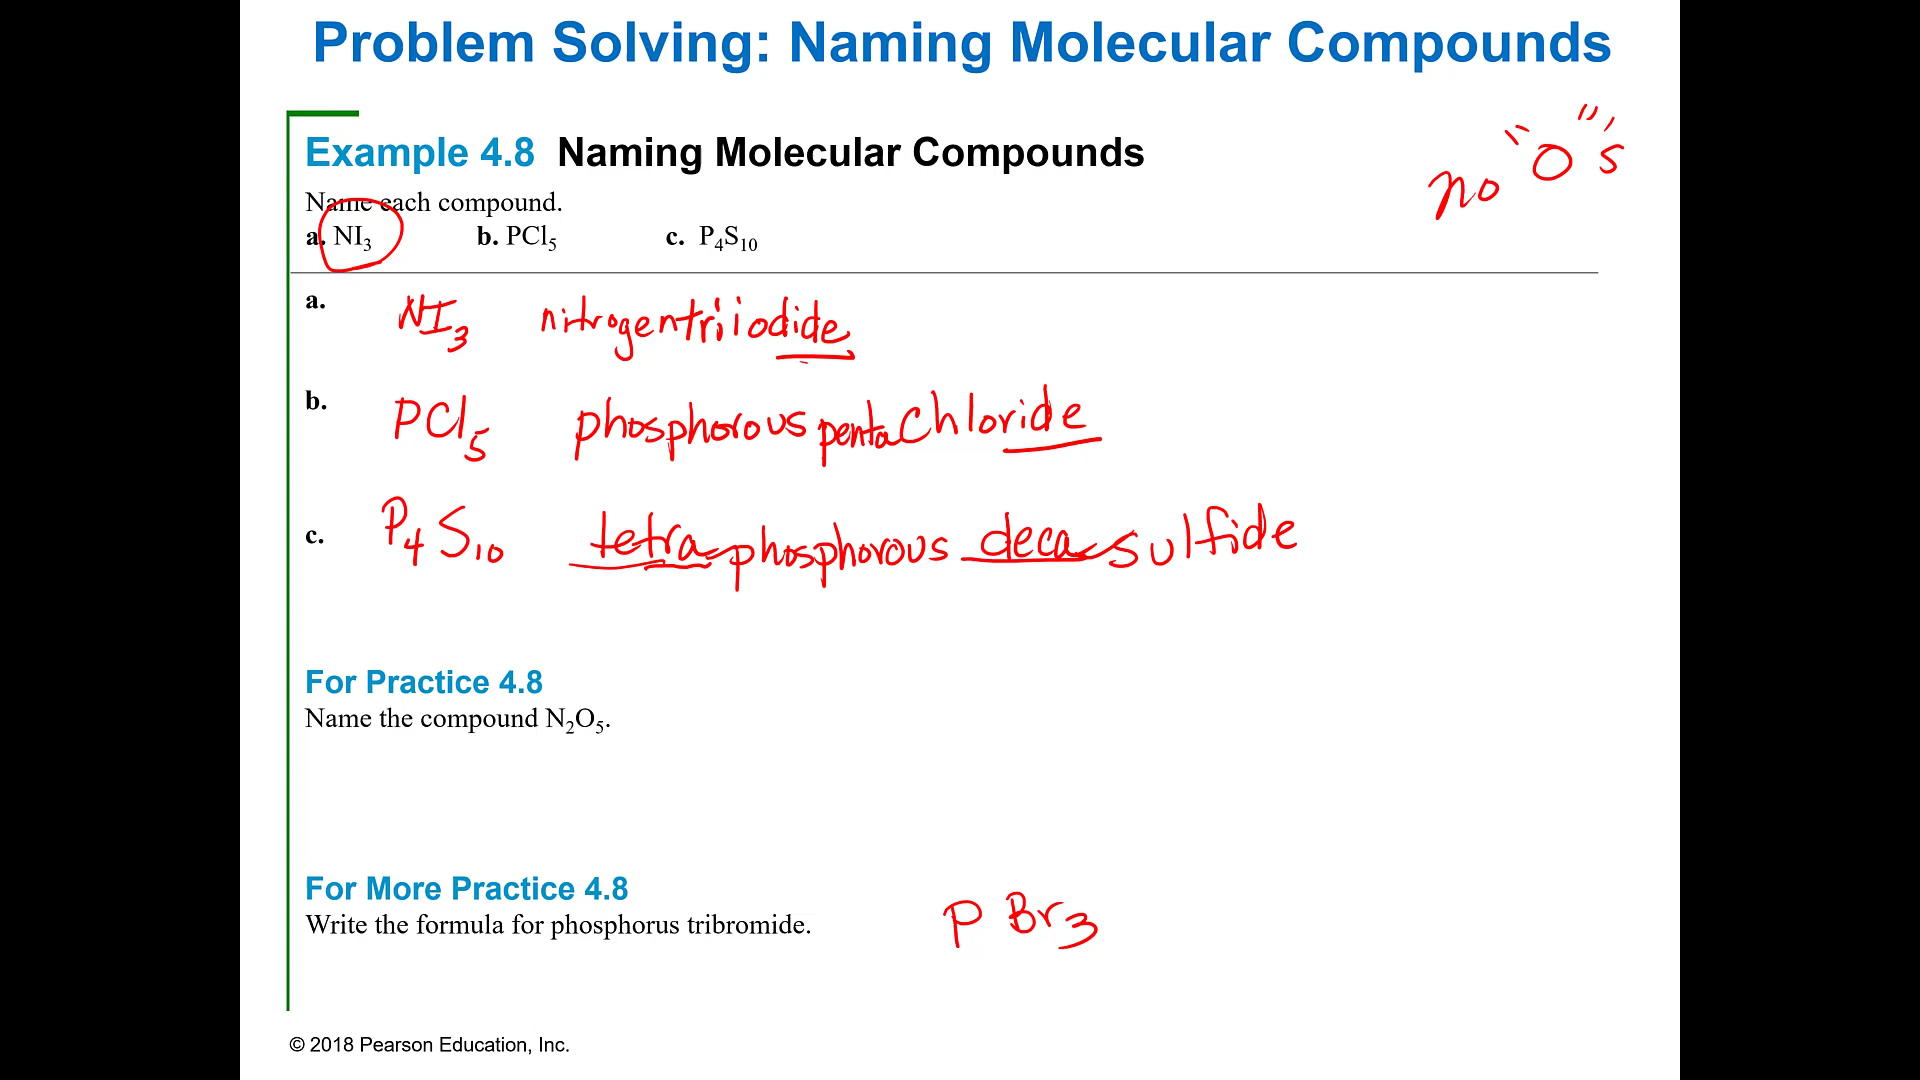 Problem Solving: Naming Molecular Compounds
no "O"'s
Example 4.8 Naming Molecular Compounds
Name each compound.
a. NI₃ b. PCl₅ c. P₄S₁₀
a. NI₃ nitrogentriiodide
b. PCl₅ phosphorous pentachloride
c. P₄S₁₀ tetraphosphorous decasulfide
For Practice 4.8
Name the compound N₂O₅.
For More Practice 4.8
Write the formula for phosphorus tribromide. PBr₃
© 2018 Pearson Education, Inc.